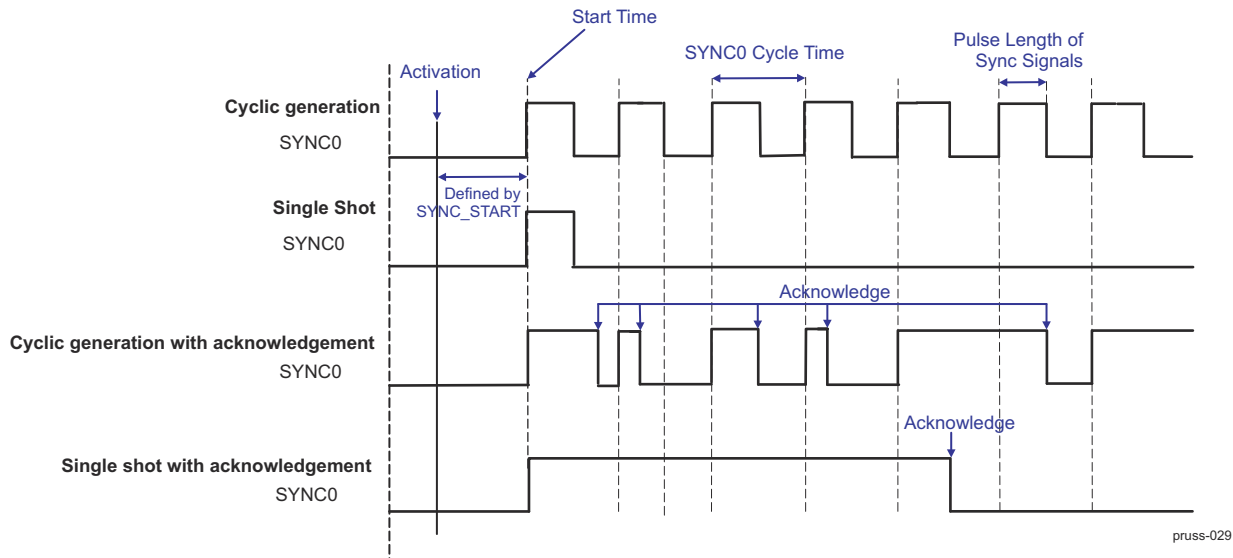 Start Time
SYNC0 Cycle Time
Pulse Length of
Sync Signals
Activation
Cyclic generation
SYNC0
Defined by
SYNC_START
Single Shot
SYNC0
Acknowledge
Cyclic generation with acknowledgement
SYNC0
Acknowledge
Single shot with acknowledgement
SYNC0
pruss-029